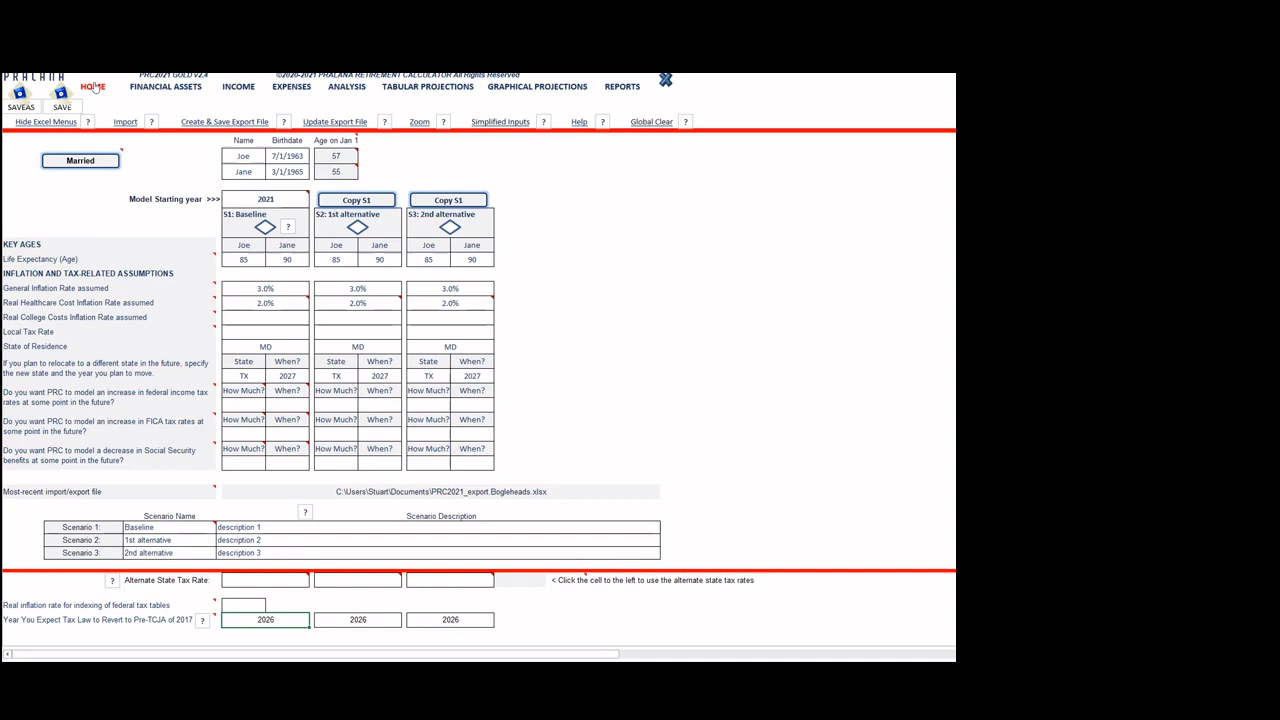 PRALANA PRC2021 GOLD v2.4 ©2020-2021 PRALANA RETIREMENT CALCULATOR All Rights Reserved
HOME FINANCIAL ASSETS INCOME EXPENSES ANALYSIS TABULAR PROJECTIONS GRAPHICAL PROJECTIONS REPORTS
SAVEAS SAVE
Hide Excel Menus ? Import ? Create & Save Export File ? Update Export File ? Zoom ? Simplified Inputs ? Help ? Global Clear ?
Name Birthdate Age on Jan 1
Married Joe 7/1/1963 57
Jane 3/1/1965 55
Model Starting year >>> 2021 Copy S1 Copy S1
S1: Baseline S2: 1st alternative S3: 2nd alternative
?
KEY AGES Joe Jane Joe Jane Joe Jane
Life Expectancy (Age) 85 90 85 90 85 90
INFLATION AND TAX-RELATED ASSUMPTIONS
General Inflation Rate assumed 3.0% 3.0% 3.0%
Real Healthcare Cost Inflation Rate assumed 2.0% 2.0% 2.0%
Real College Costs Inflation Rate assumed
Local Tax Rate
State of Residence MD MD MD
If you plan to relocate to a different state in the future, specify State When? State When? State When?
the new state and the year you plan to move. TX 2027 TX 2027 TX 2027
Do you want PRC to model an increase in federal income tax How Much? When? How Much? When? How Much? When?
rates at some point in the future?
Do you want PRC to model an increase in FICA tax rates at How Much? When? How Much? When? How Much? When?
some point in the future?
Do you want PRC to model a decrease in Social Security How Much? When? How Much? When? How Much? When?
benefits at some point in the future?
Most-recent import/export file C:\Users\Stuart\Documents\PRC2021_export.Bogleheads.xlsx
Scenario Name ? Scenario Description
Scenario 1: Baseline description 1
Scenario 2: 1st alternative description 2
Scenario 3: 2nd alternative description 3
? Alternate State Tax Rate: < Click the cell to the left to use the alternate state tax rates
Real inflation rate for indexing of federal tax tables
Year You Expect Tax Law to Revert to Pre-TCJA of 2017 ? 2026 2026 2026